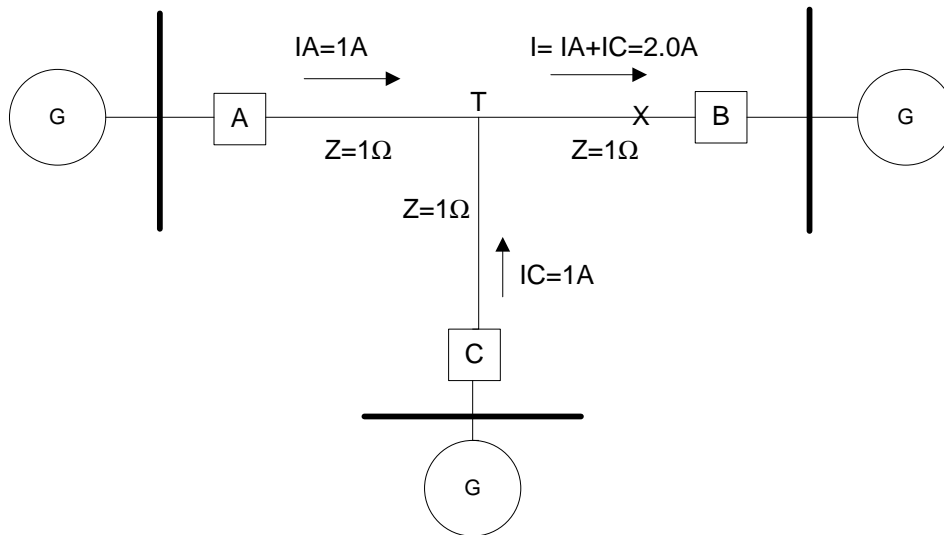 IA=1A
I= IA+IC=2.0A
G
A
T
X
B
G
Z=1Ω
Z=1Ω
Z=1Ω
IC=1A
C
G